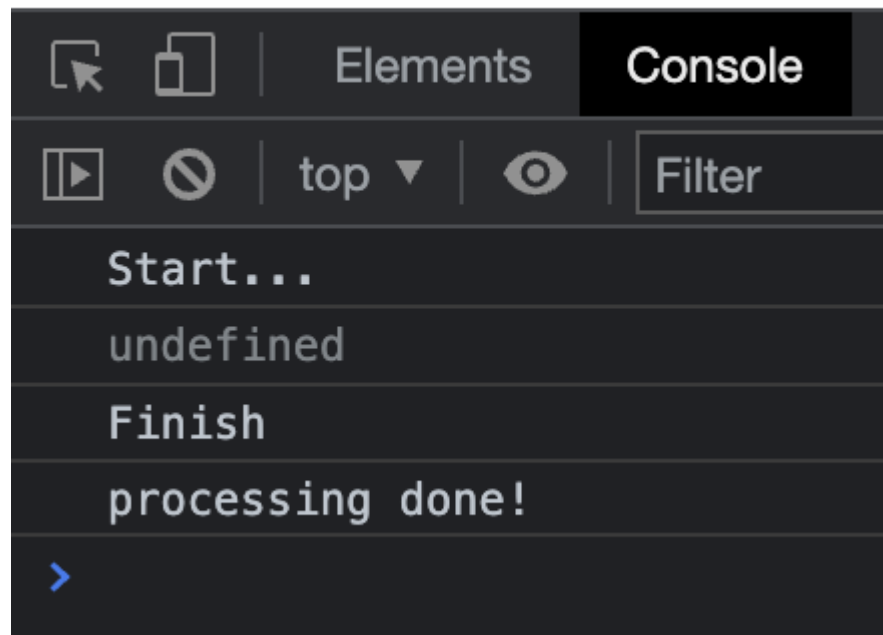 Elements Console
top Filter
Start...
undefined
Finish
processing done!